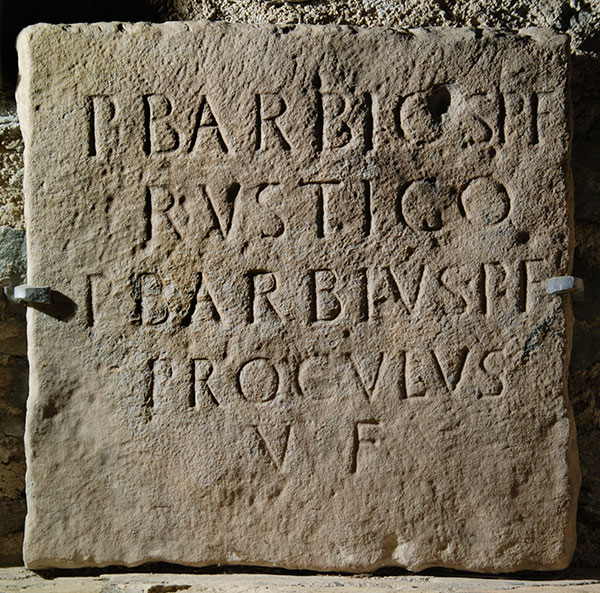 P BARBIO SP F
RVSTICO
P BARBIVS P F
PROCVLVS
V F